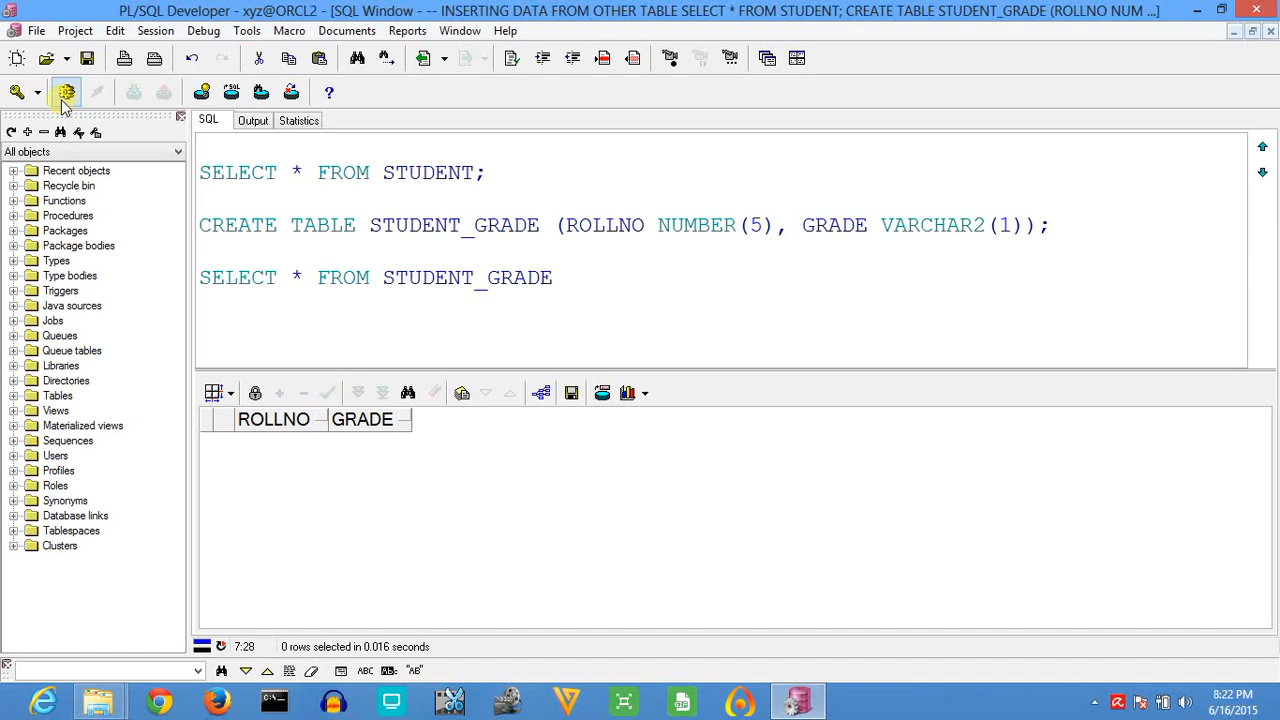 PL/SQL Developer - xyz@ORCL2 - [SQL Window - -- INSERTING DATA FROM OTHER TABLE SELECT * FROM STUDENT; CREATE TABLE STUDENT_GRADE (ROLLNO NUM ...]
File Project Edit Session Debug Tools Macro Documents Reports Window Help
SQL Output Statistics
All objects
Recent objects
Recycle bin
Functions
Procedures
Packages
Package bodies
Types
Type bodies
Triggers
Java sources
Jobs
Queues
Queue tables
Libraries
Directories
Tables
Views
Materialized views
Sequences
Users
Profiles
Roles
Synonyms
Database links
Tablespaces
Clusters
SELECT * FROM STUDENT;
CREATE TABLE STUDENT_GRADE (ROLLNO NUMBER(5), GRADE VARCHAR2(1));
SELECT * FROM STUDENT_GRADE
ROLLNO GRADE
7:28 0 rows selected in 0.016 seconds
ABC "AB"
8:22 PM
6/16/2015